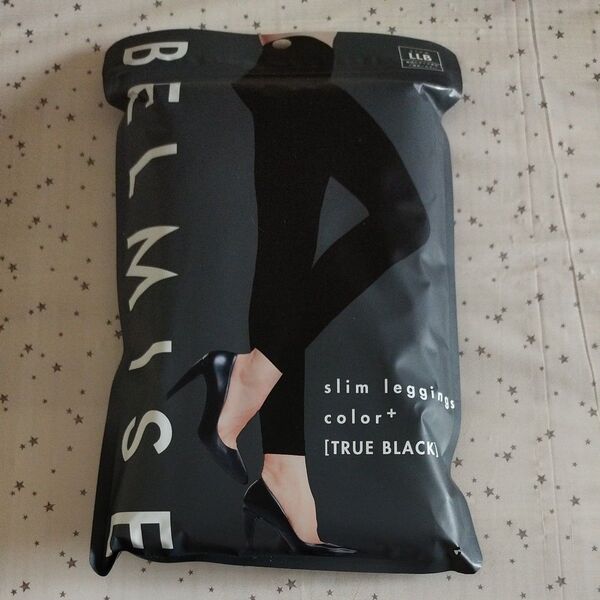 BELMISE
LLB
slim leggings
color+
[TRUE BLACK]